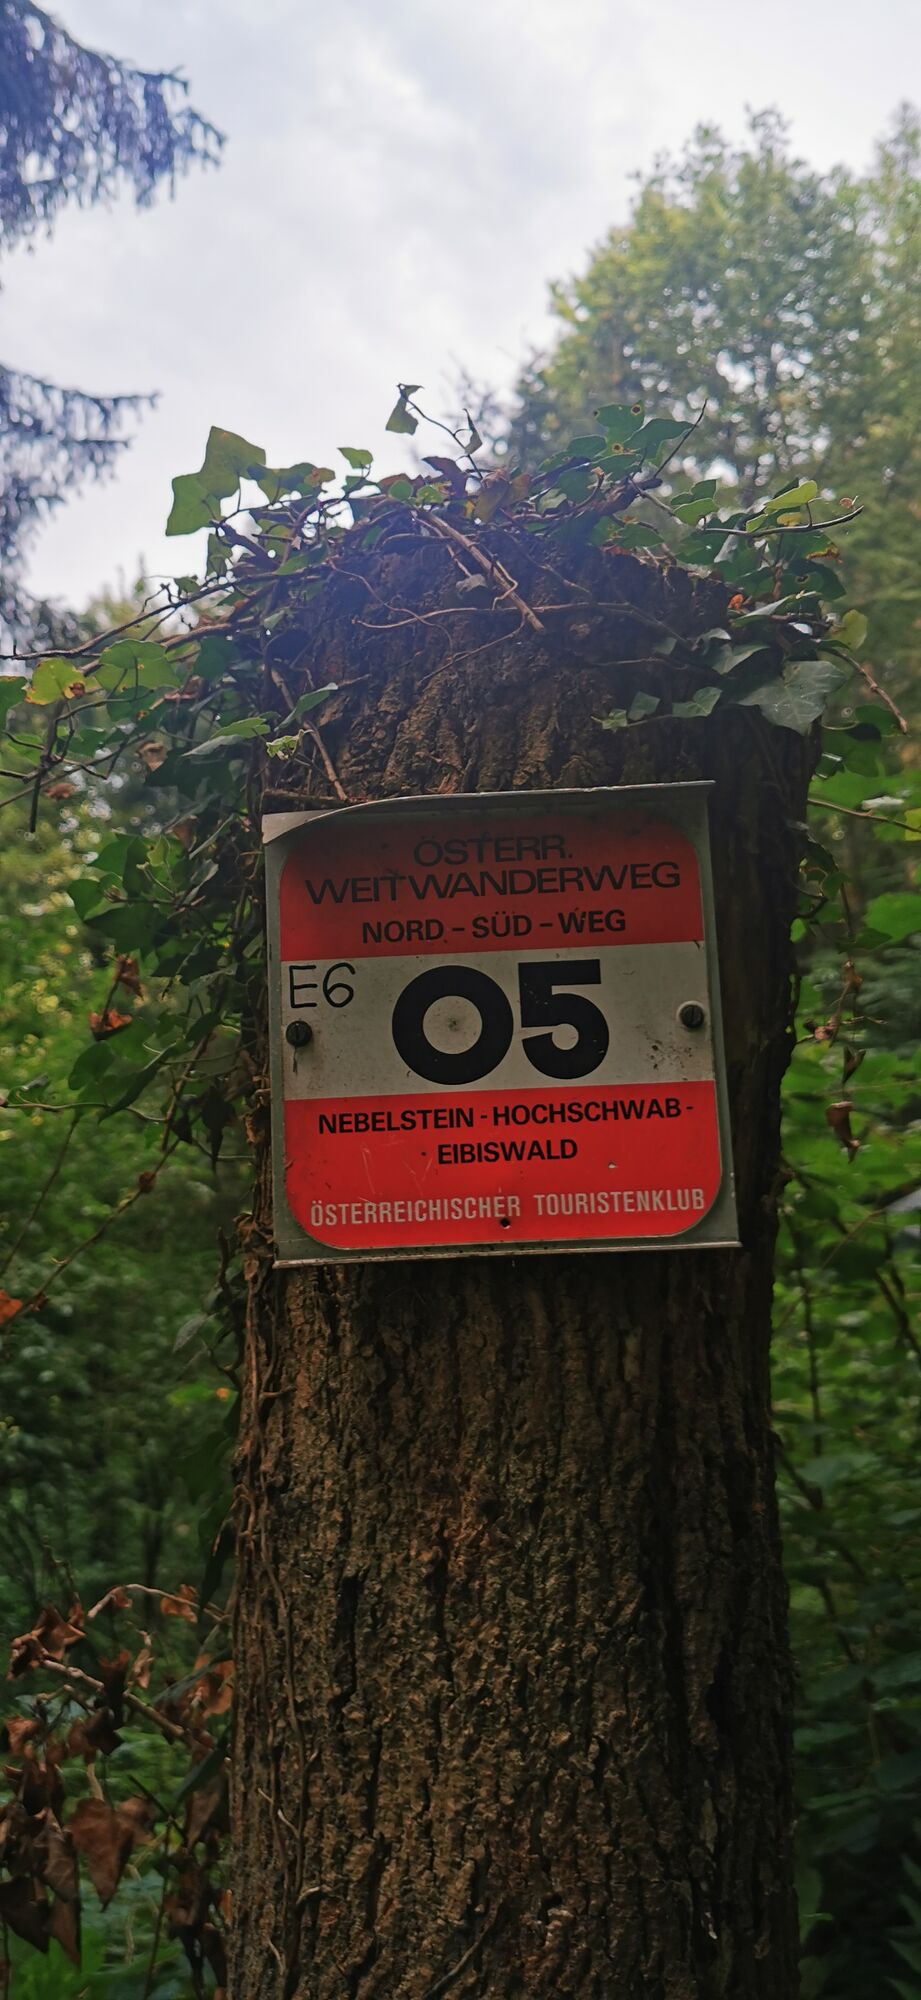 ÖSTERR.
WEITWANDERWEG
NORD - SÜD - WEG
E6
05
NEBELSTEIN - HOCHSCHWAB -
EIBISWALD
ÖSTERREICHISCHER TOURISTENKLUB